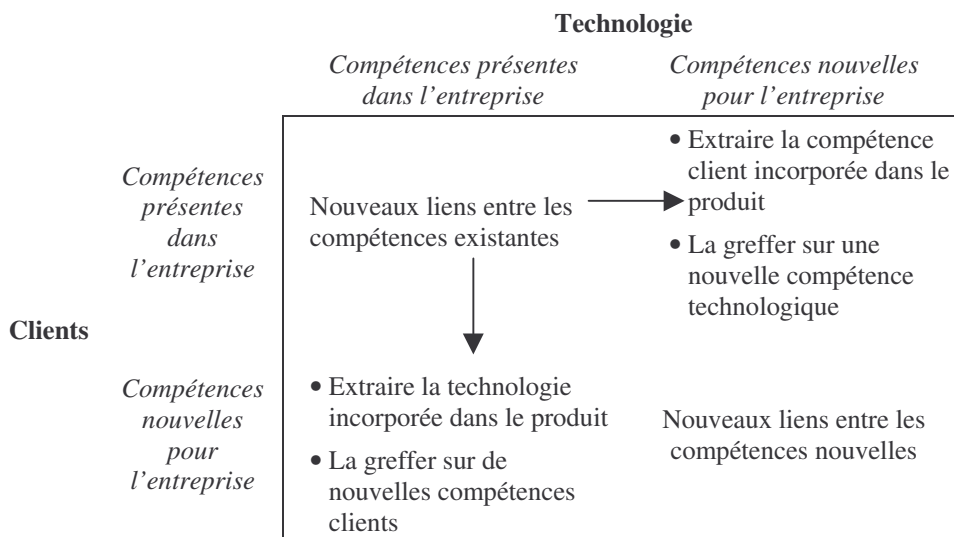 Technologie
Compétences présentes
dans l'entreprise
Compétences nouvelles
pour l'entreprise
Compétences
présentes
dans
l'entreprise
Nouveaux liens entre les
compétences existantes
• Extraire la compétence
client incorporée dans le
produit
• La greffer sur une
nouvelle compétence
technologique
Clients
Compétences
nouvelles
pour
l'entreprise
• Extraire la technologie
incorporée dans le produit
• La greffer sur de
nouvelles compétences
clients
Nouveaux liens entre les
compétences nouvelles